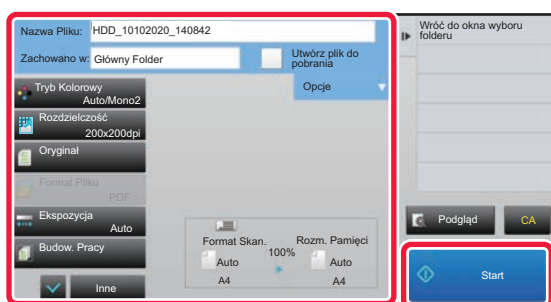 Nazwa Pliku:
HDD_10102020_140842
Zachowano w:
Główny Folder
Utwórz plik do
pobrania
Opcje
Tryb Kolorowy
Auto/Mono2
Rozdzielczość
200x200dpi
Oryginał
Format Pliku
PDF
Ekspozycja
Auto
Budow. Pracy
Inne
Format Skan.
100%
Rozm. Pamięci
Auto
Auto
A4
A4
Wróć do okna wyboru
folderu
Podgląd
CA
Start